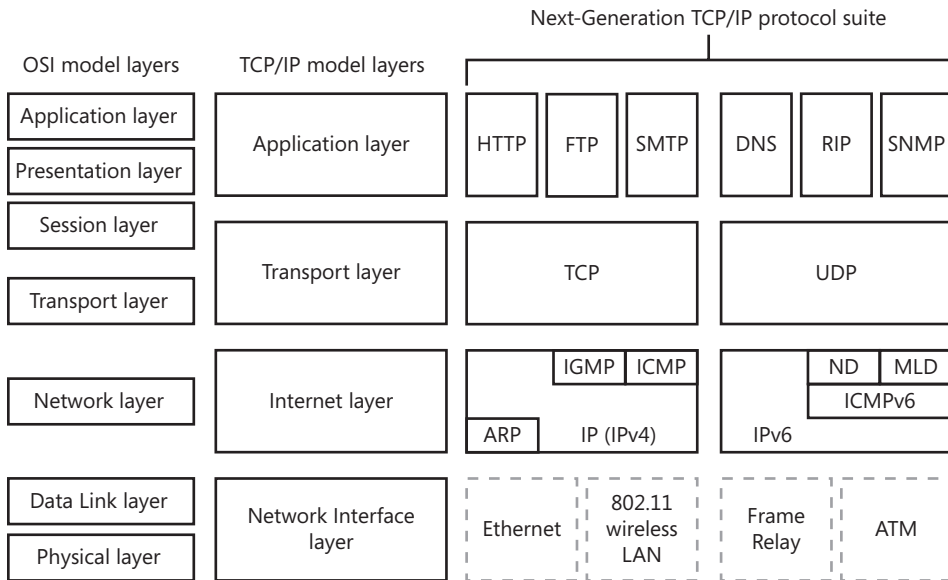 Next-Generation TCP/IP protocol suite
OSI model layers
TCP/IP model layers
Application layer
Presentation layer
Session layer
Transport layer
Network layer
Data Link layer
Physical layer
Application layer
Transport layer
Internet layer
Network Interface
layer
HTTP
FTP
SMTP
DNS
RIP
SNMP
TCP
UDP
IGMP
ICMP
ARP
IP (IPv4)
ND
MLD
ICMPv6
IPv6
Ethernet
802.11
wireless
LAN
Frame
Relay
ATM